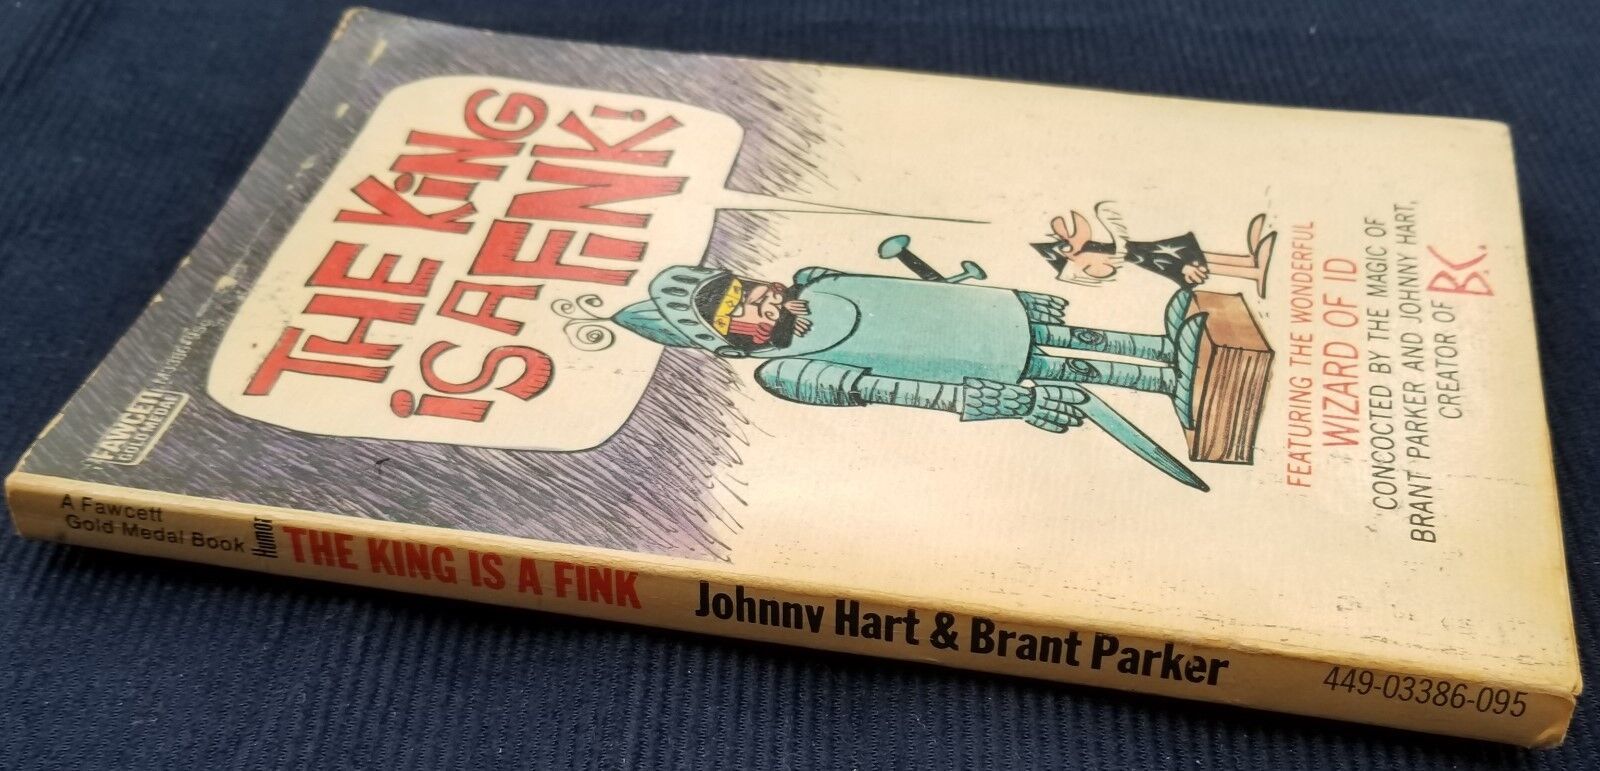 FAWCETT
GOLD MEDAL
THE KiNG
iS A FiNK!
FEATURING THE WONDERFUL
WIZARD OF ID
CONCOCTED BY THE MAGIC OF
BRANT PARKER AND JOHNNY HART,
CREATOR OF B.C.
A Fawcett
Gold Medal Book
Humor
THE KING IS A FINK
Johnny Hart & Brant Parker
449-03386-095